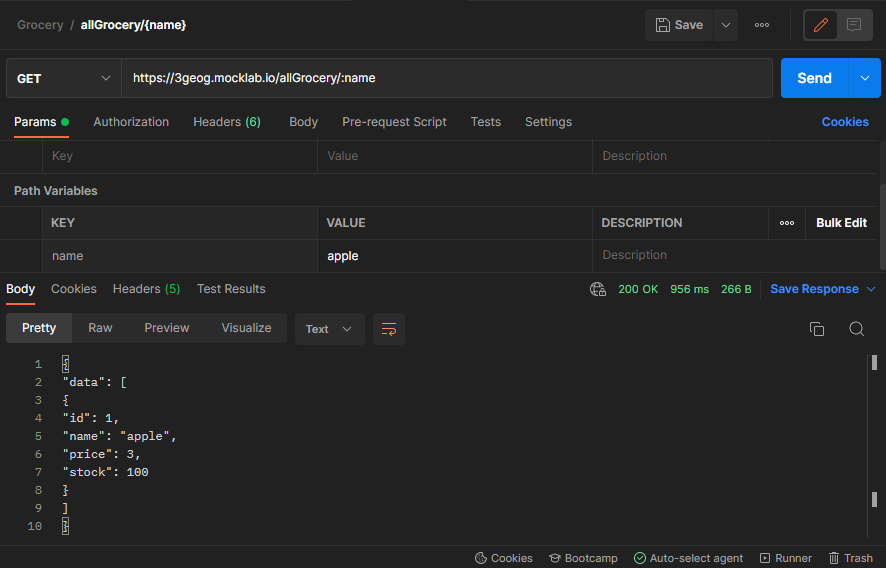 Grocery / allGrocery/{name}
Save
GET https://3geog.mocklab.io/allGrocery/:name Send
Params Authorization Headers (6) Body Pre-request Script Tests Settings Cookies
Key Value Description
Path Variables
KEY VALUE DESCRIPTION Bulk Edit
name apple Description
Body Cookies Headers (5) Test Results 200 OK 956 ms 266 B Save Response
Pretty Raw Preview Visualize Text
1 {
2 "data": [
3 {
4 "id": 1,
5 "name": "apple",
6 "price": 3,
7 "stock": 100
8 }
9 ]
10 }
Cookies Bootcamp Auto-select agent Runner Trash